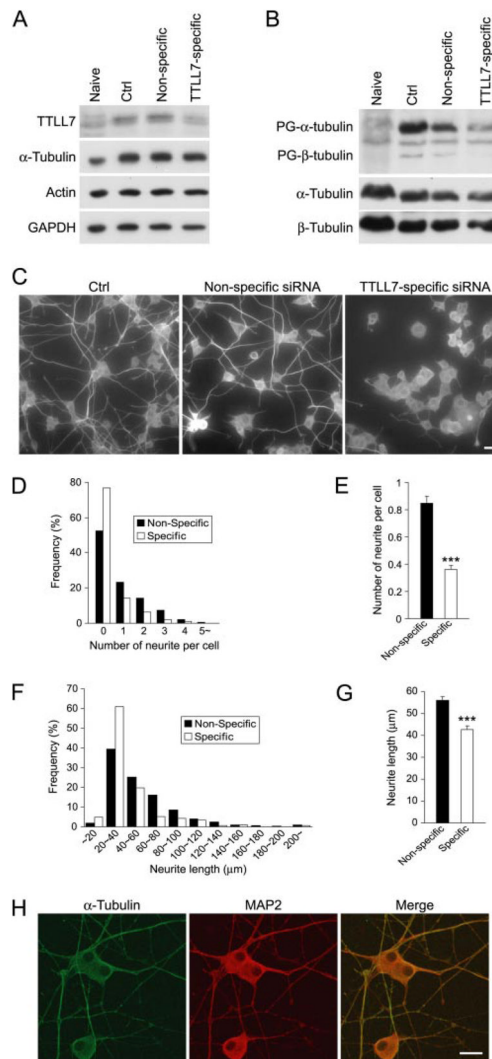 A
Naive
Ctrl
Non-specific
TTLL7-specific
TTLL7
α-Tubulin
Actin
GAPDH
B
Naive
Ctrl
Non-specific
TTLL7-specific
PG-α-tubulin
PG-β-tubulin
α-Tubulin
β-Tubulin
C
Ctrl
Non-specific siRNA
TTLL7-specific siRNA
D
Frequency (%)
80
60
40
20
0
Non-Specific
Specific
0 1 2 3 4 5~
Number of neurite per cell
E
Number of neurite per cell
1
0.8
0.6
0.4
0.2
0
***
Non-specific
Specific
F
Frequency (%)
70
60
50
40
30
20
10
0
Non-Specific
Specific
~20
20~40
40~60
60~80
80~100
100~120
120~140
140~160
160~180
180~200
200~
Neurite length (μm)
G
Neurite length (μm)
60
50
40
30
20
10
0
***
Non-specific
Specific
H
α-Tubulin
MAP2
Merge